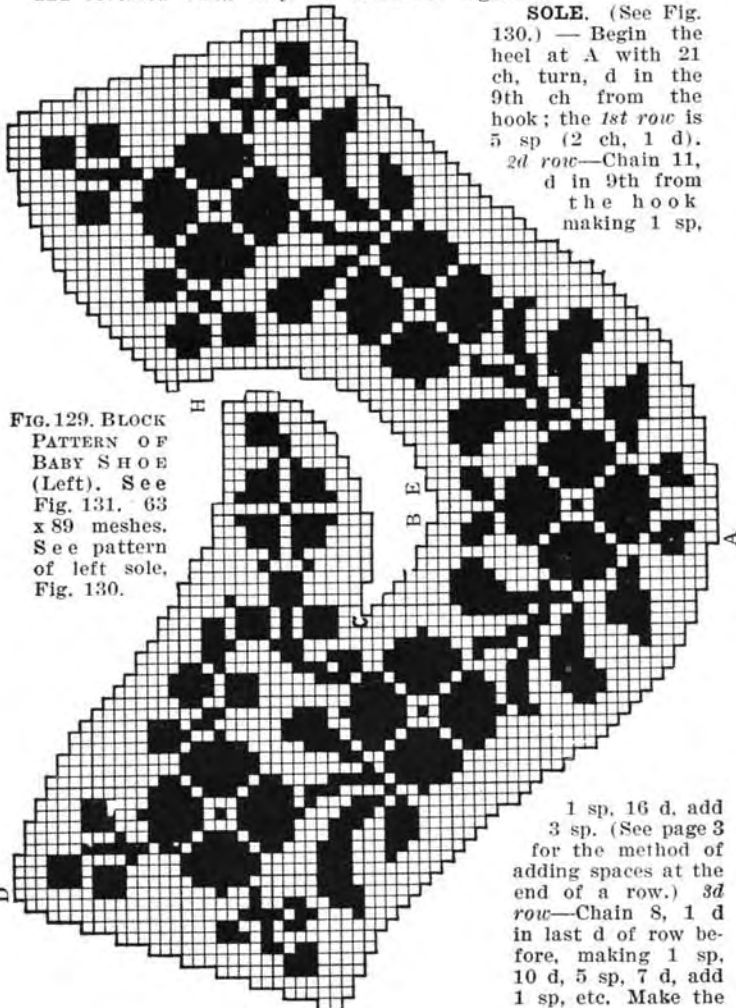 SOLE. (See Fig.
130.) — Begin the
heel at A with 21
ch, turn, d in the
9th ch from the
hook; the 1st row is
5 sp (2 ch, 1 d).
2d row—Chain 11,
d in 9th from
the hook
making 1 sp,
FIG. 129. BLOCK
PATTERN OF
BABY SHOE
(Left). See
Fig. 131. 63
x 89 meshes.
See pattern
of left sole,
Fig. 130.
H
B E
A
C
D
1 sp, 16 d, add
3 sp. (See page 3
for the method of
adding spaces at the
end of a row.) 3d
row—Chain 8, 1 d
in last d of row be-
fore, making 1 sp,
10 d, 5 sp, 7 d, add
1 sp, etc. Make the